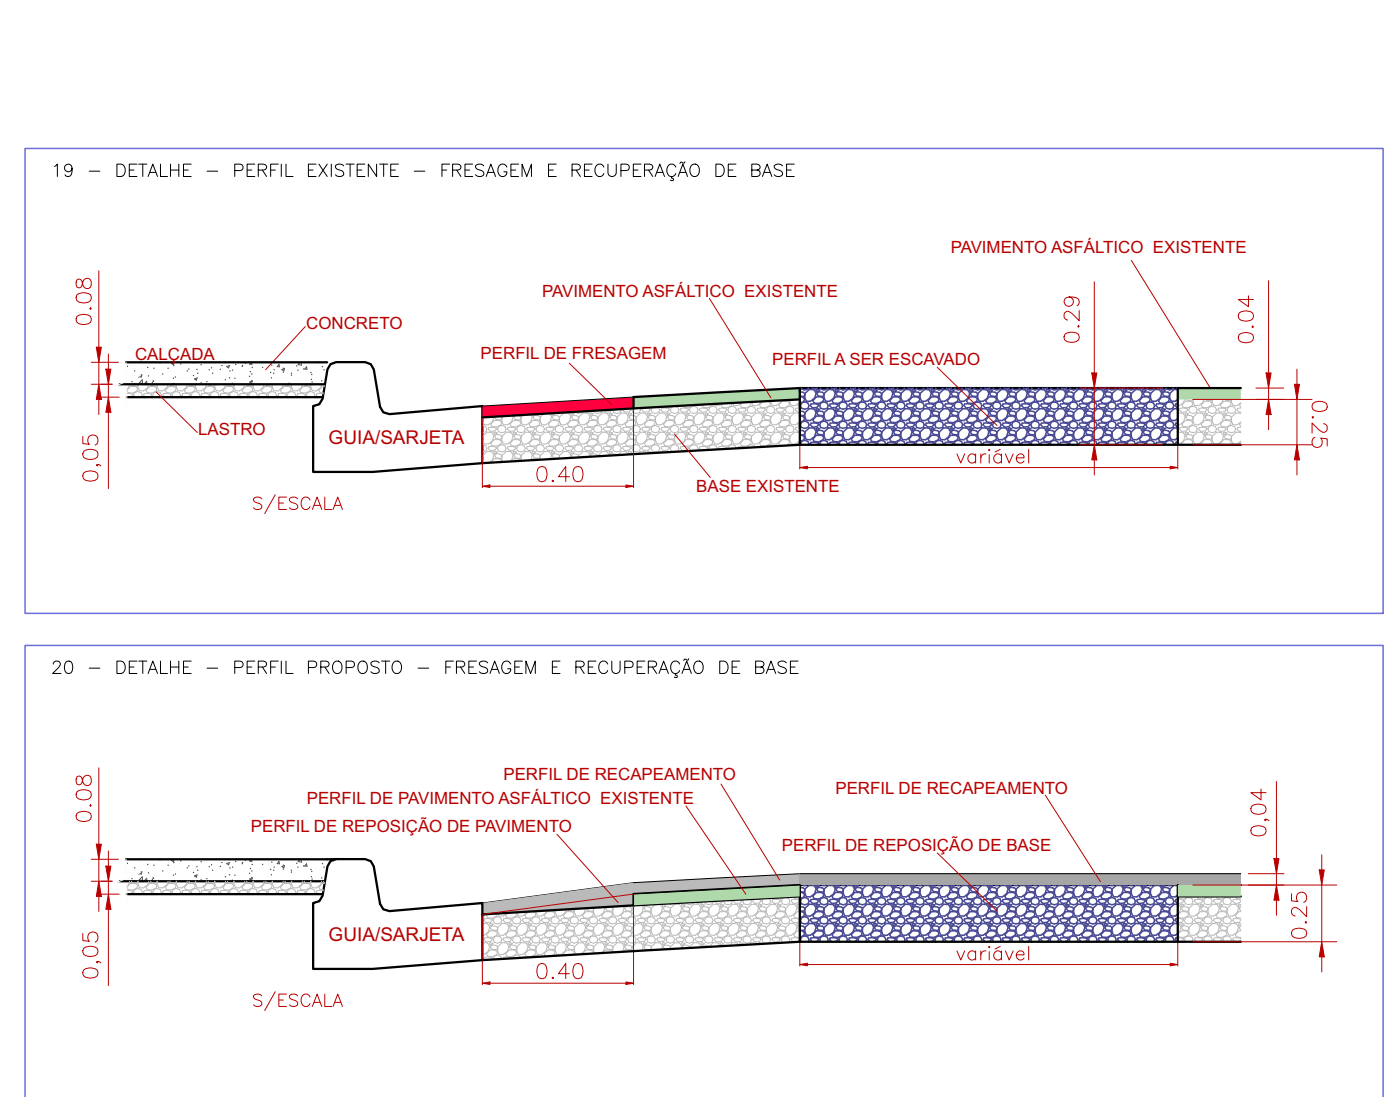 19 - DETALHE - PERFIL EXISTENTE - FRESAGEM E RECUPERAÇÃO DE BASE
PAVIMENTO ASFÁLTICO EXISTENTE
PAVIMENTO ASFÁLTICO EXISTENTE
0.08
0.29
0.04
CONCRETO
CALÇADA
PERFIL DE FRESAGEM
PERFIL A SER ESCAVADO
LASTRO
GUIA/SARJETA
0.25
0,05
variável
0.40
BASE EXISTENTE
S/ESCALA
20 - DETALHE - PERFIL PROPOSTO - FRESAGEM E RECUPERAÇÃO DE BASE
PERFIL DE RECAPEAMENTO
PERFIL DE RECAPEAMENTO
0.08
PERFIL DE PAVIMENTO ASFÁLTICO EXISTENTE
0,04
PERFIL DE REPOSIÇÃO DE PAVIMENTO
PERFIL DE REPOSIÇÃO DE BASE
0.25
GUIA/SARJETA
0,05
variável
0.40
S/ESCALA